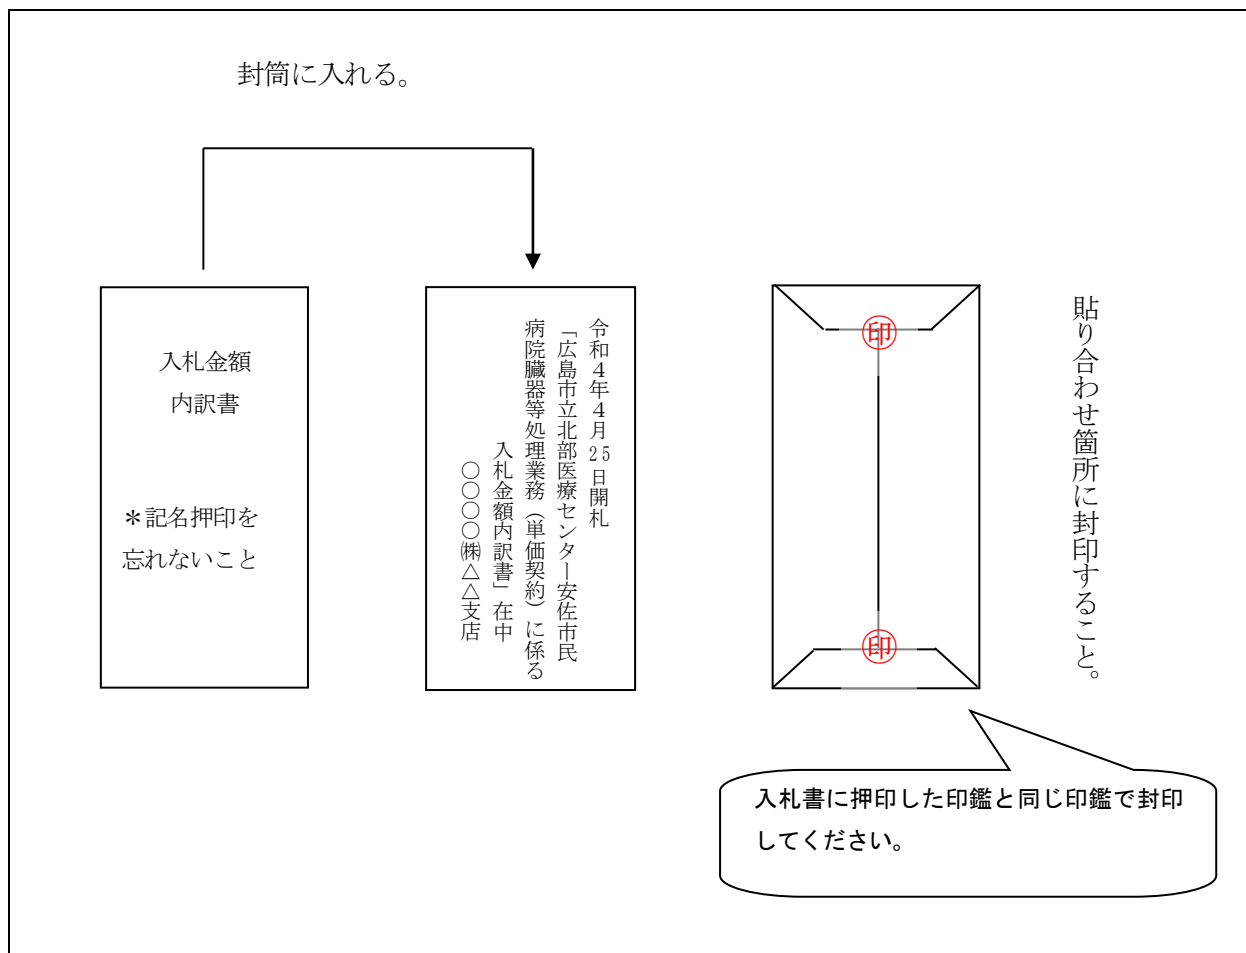 封筒に入れる。
入札金額
内訳書
＊記名押印を
忘れないこと
令和４年４月25日開札
「広島市立北部医療センター安佐市民
病院臓器等処理業務（単価契約）に係る
入札金額内訳書」在中
○○○○㈱△△支店
印
印
貼り合わせ箇所に封印すること。
入札書に押印した印鑑と同じ印鑑で封印
してください。